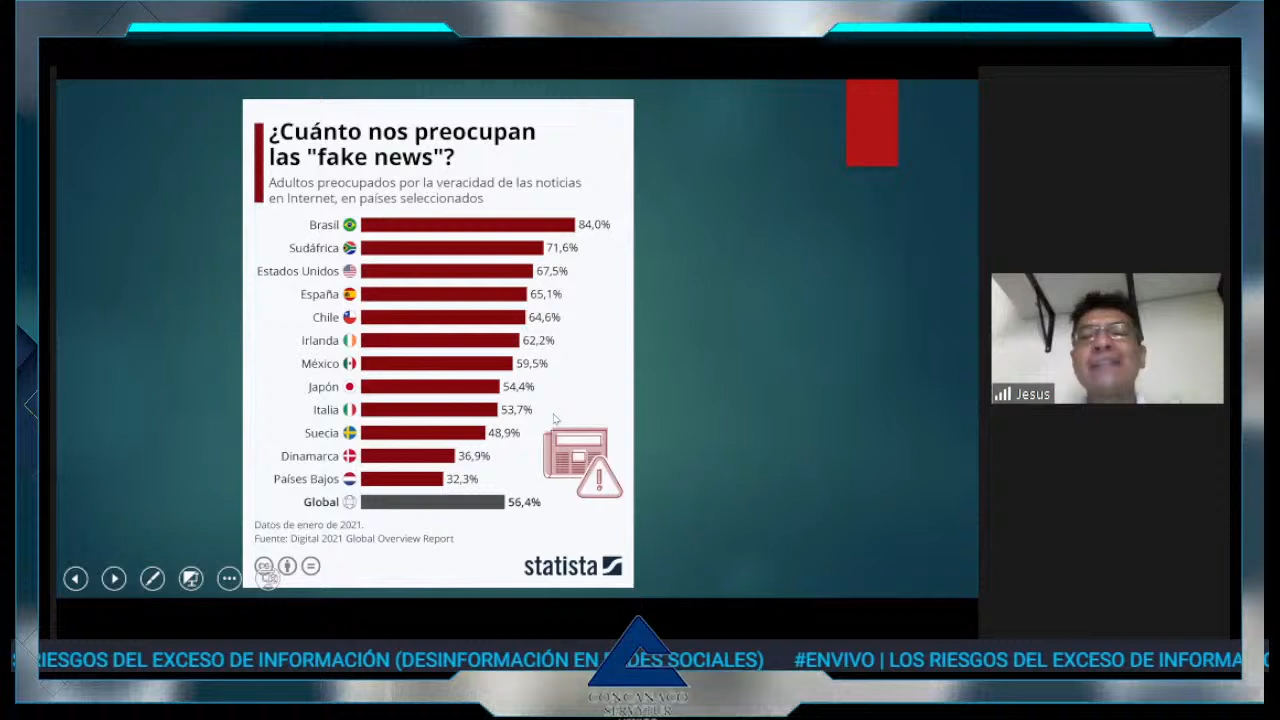 ¿Cuánto nos preocupan
las "fake news"?
Adultos preocupados por la veracidad de las noticias
en Internet, en países seleccionados
Brasil 84,0%
Sudáfrica 71,6%
Estados Unidos 67,5%
España 65,1%
Chile 64,6%
Irlanda 62,2%
México 59,5%
Japón 54,4%
Italia 53,7%
Suecia 48,9%
Dinamarca 36,9%
Países Bajos 32,3%
Global 56,4%
Datos de enero de 2021.
Fuente: Digital 2021 Global Overview Report
statista
Jesus
RIESGOS DEL EXCESO DE INFORMACIÓN (DESINFORMACIÓN EN SOCIALES) #ENVIVO | LOS RIESGOS DEL EXCESO DE INFORMA
CONCANACO
SERVYTUR